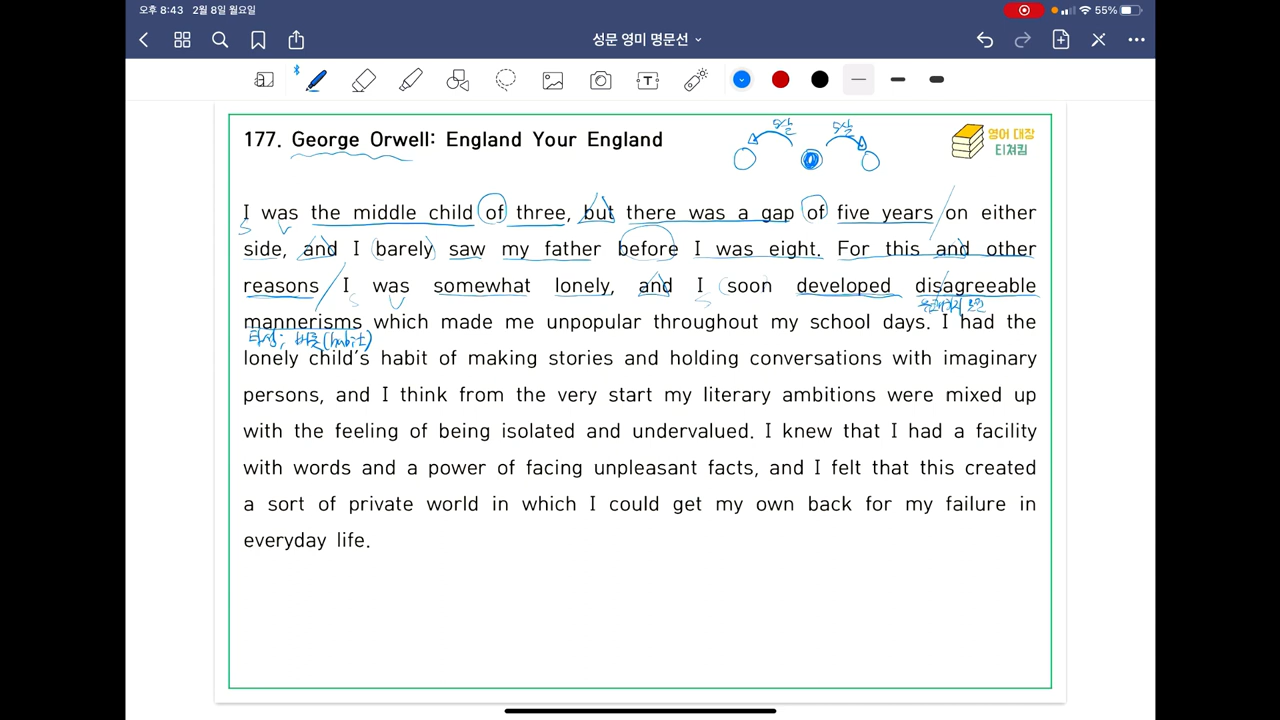 오후 8:43 2월 8일 월요일
55%
성문 영미 명문선
177. George Orwell: England Your England
5살 5살
영어 대장
티쳐킴
I was the middle child of three, but there was a gap of five years on either
S V
side, and I barely saw my father before I was eight. For this and other
reasons I was somewhat lonely, and I soon developed disagreeable
S V S
mannerisms which made me unpopular throughout my school days. I had the
타성; 버릇(habit)
lonely child's habit of making stories and holding conversations with imaginary
persons, and I think from the very start my literary ambitions were mixed up
with the feeling of being isolated and undervalued. I knew that I had a facility
with words and a power of facing unpleasant facts, and I felt that this created
a sort of private world in which I could get my own back for my failure in
everyday life.